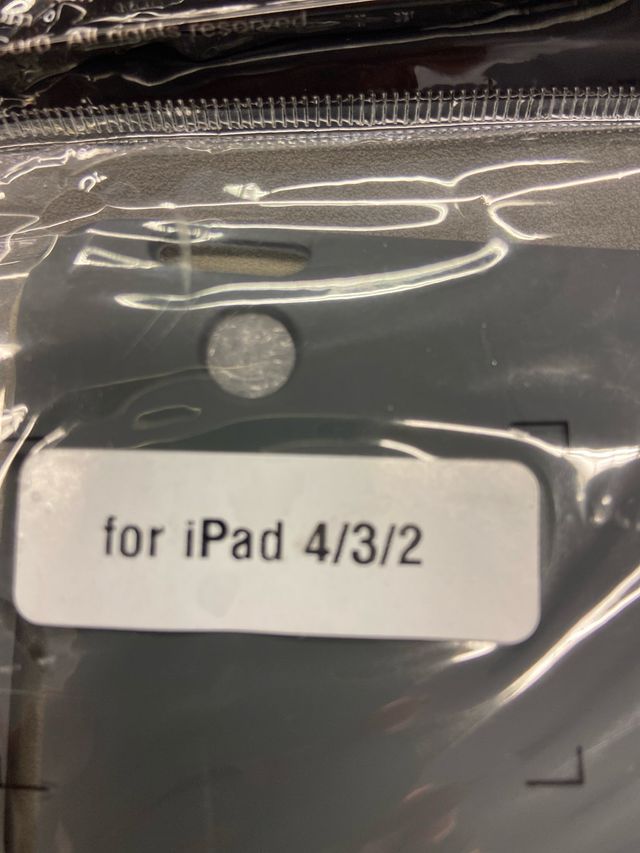 All rights reserved
for iPad 4/3/2